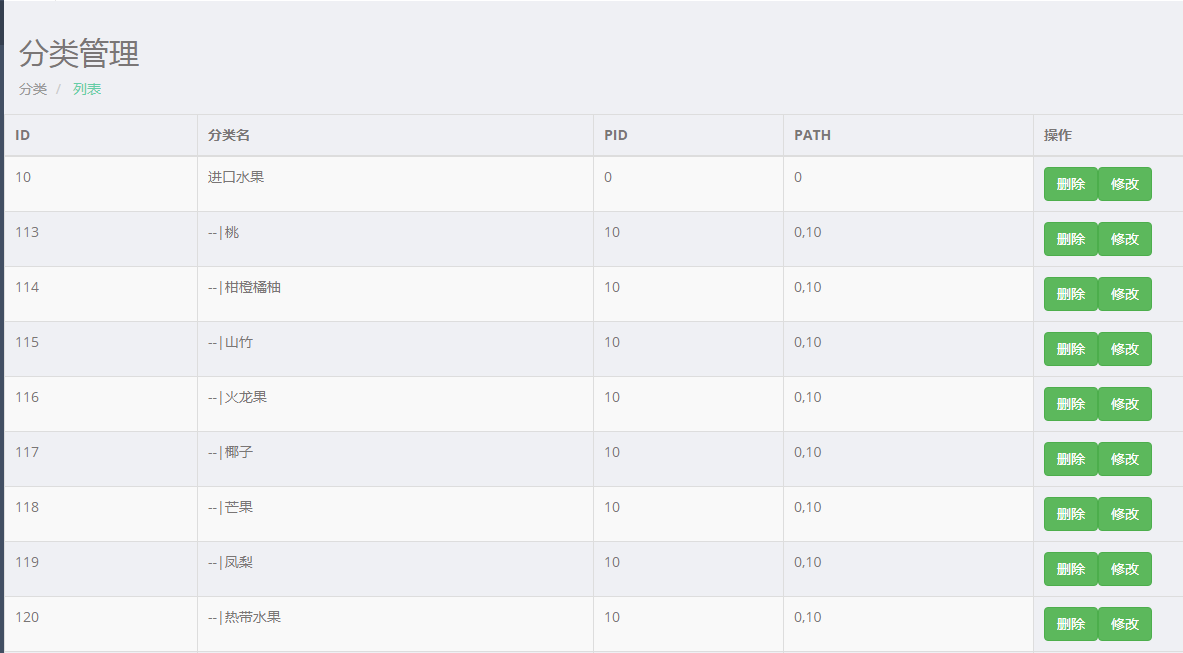 分类管理
分类 / 列表
ID 分类名 PID PATH 操作
10 进口水果 0 0 删除 修改
113 --|桃 10 0,10 删除 修改
114 --|柑橙橘柚 10 0,10 删除 修改
115 --|山竹 10 0,10 删除 修改
116 --|火龙果 10 0,10 删除 修改
117 --|椰子 10 0,10 删除 修改
118 --|芒果 10 0,10 删除 修改
119 --|凤梨 10 0,10 删除 修改
120 --|热带水果 10 0,10 删除 修改